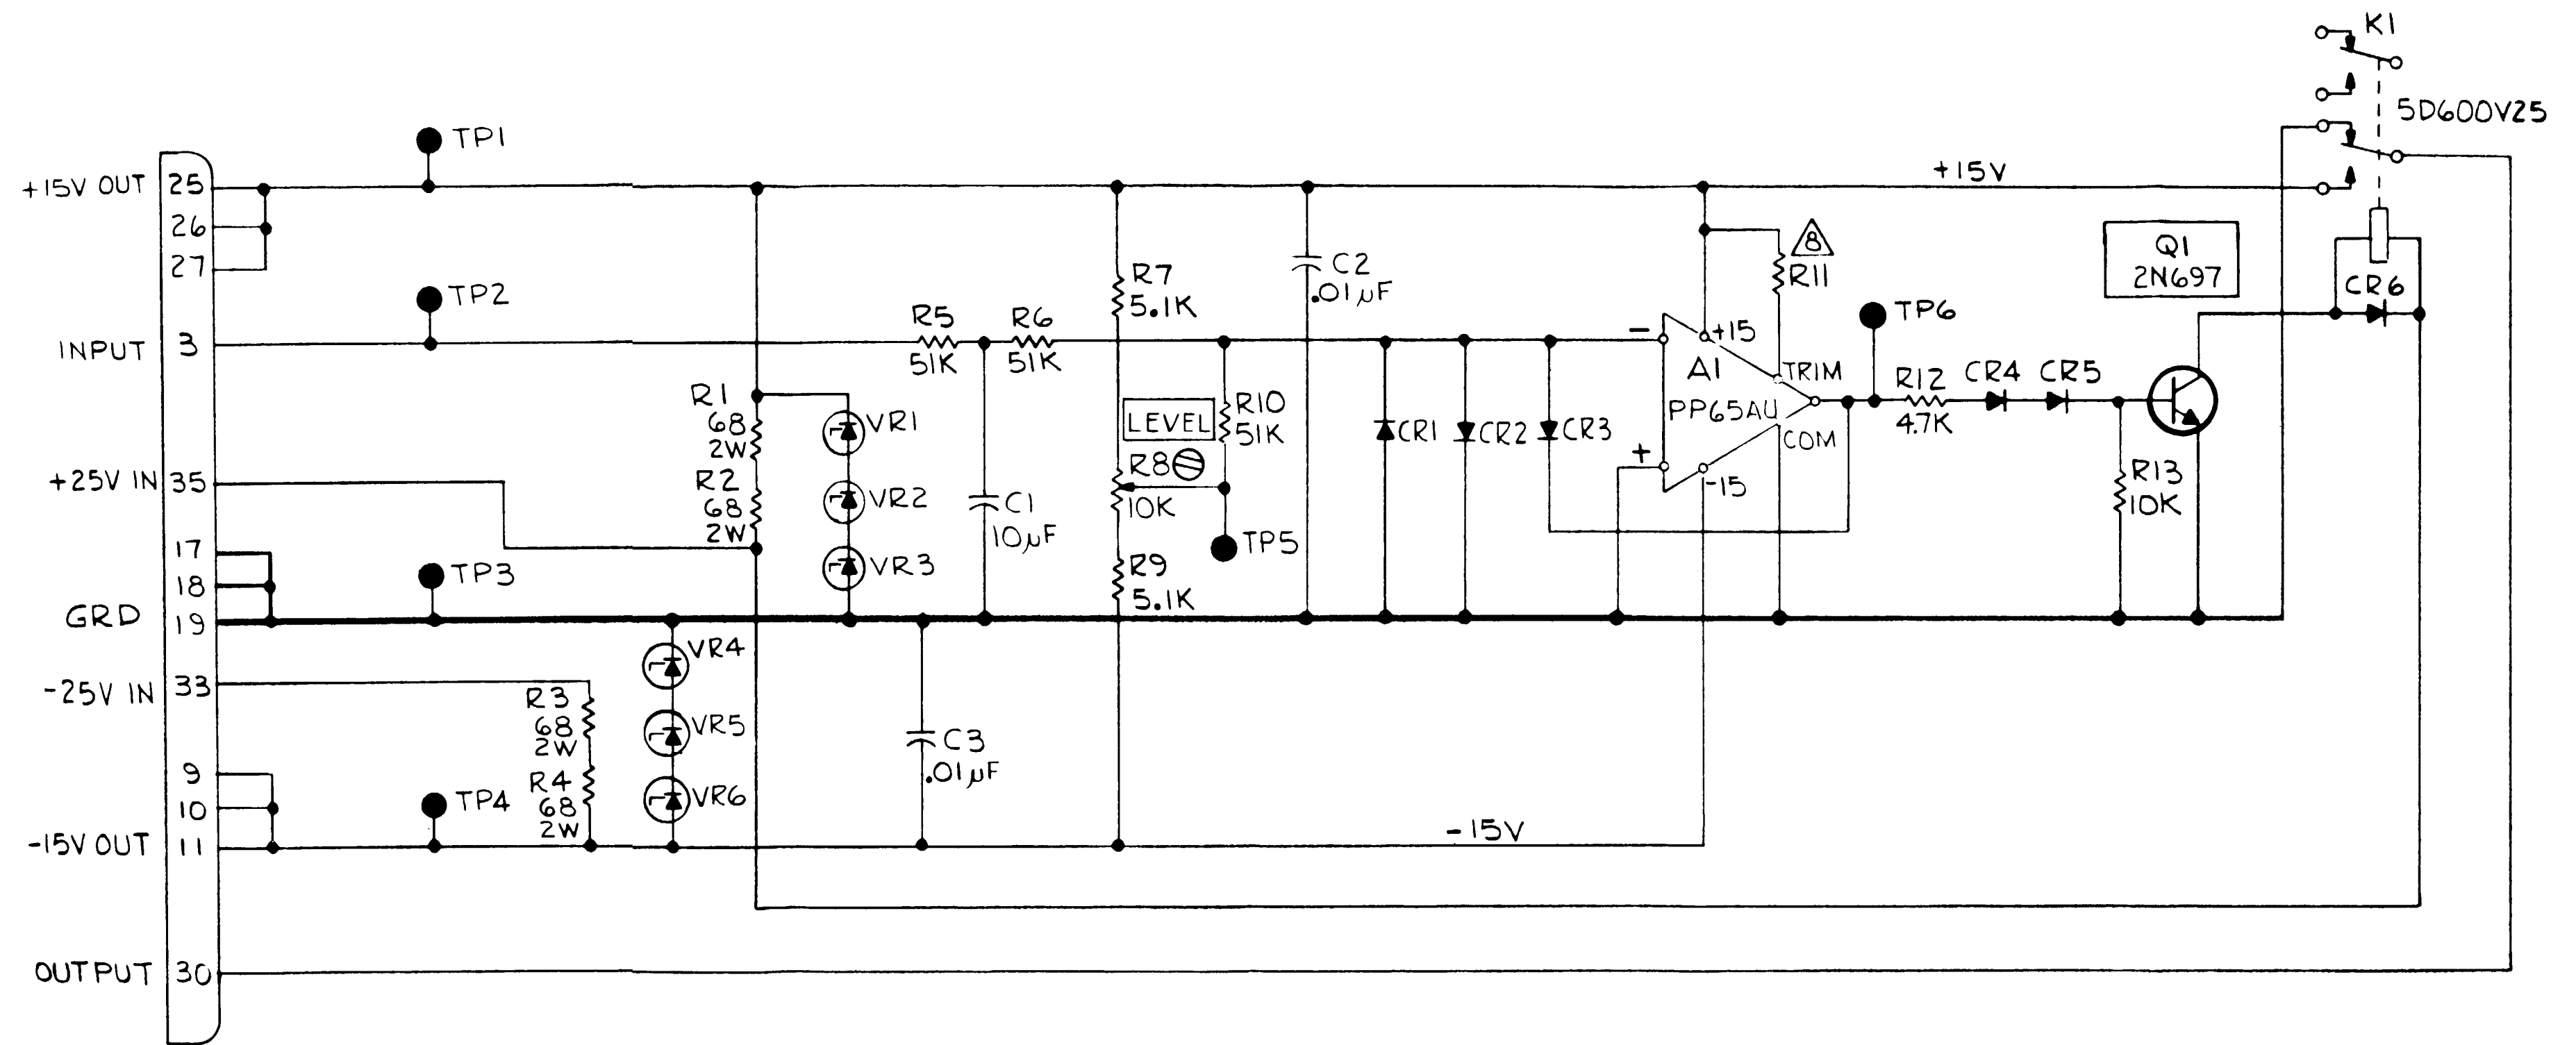 K1
5D600V25
TP1
+15V OUT 25
26
27
+15V
TP2
INPUT 3
R5
51K
R6
51K
R7
5.1K
C2
.01µF
8
R11
Q1
2N697
CR6
TP6
-
+15
A1
TRIM
PP65AU
COM
+
-15
R12
4.7K
CR4
CR5
R1
68
2W
VR1
LEVEL
R10
51K
CR1
CR2
CR3
+25V IN 35
R2
68
2W
VR2
C1
10µF
R8
10K
R13
10K
17
18
GRD 19
TP3
VR3
R9
5.1K
TP5
-25V IN 33
R3
68
2W
VR4
VR5
9
10
-15V OUT 11
TP4
R4
68
2W
VR6
C3
.01µF
-15V
OUTPUT 30